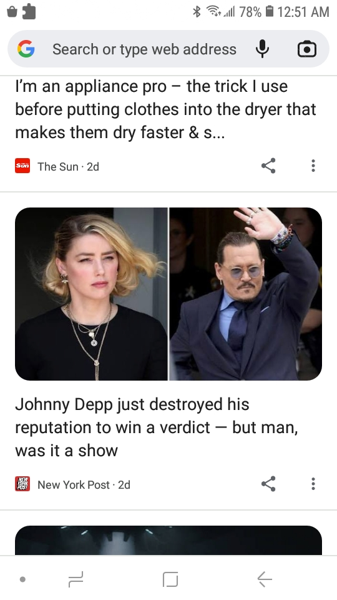 78% 12:51 AM
Search or type web address
I'm an appliance pro – the trick I use
before putting clothes into the dryer that
makes them dry faster & s...
Sun The Sun · 2d
Johnny Depp just destroyed his
reputation to win a verdict — but man,
was it a show
New York Post · 2d